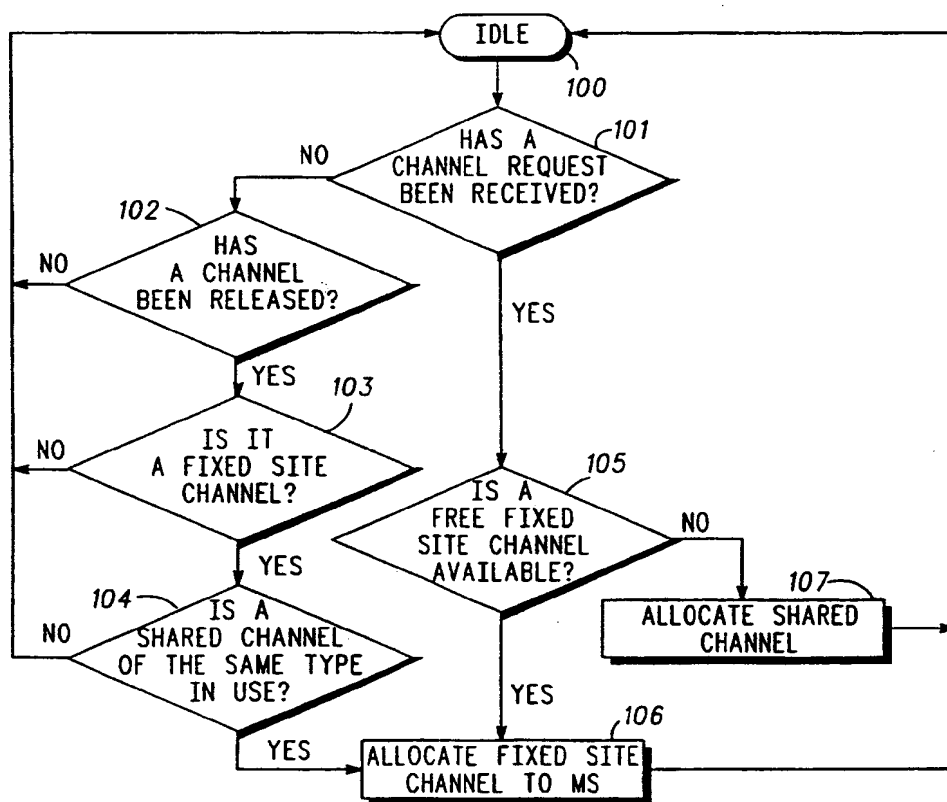 IDLE
100
101
HAS A
CHANNEL REQUEST
BEEN RECEIVED?
NO
102
HAS
A CHANNEL
BEEN RELEASED?
NO
YES
YES
103
IS IT
A FIXED SITE
CHANNEL?
NO
105
IS A
FREE FIXED
SITE CHANNEL
AVAILABLE?
NO
YES
104
IS A
SHARED CHANNEL
OF THE SAME TYPE
IN USE?
NO
107
ALLOCATE SHARED
CHANNEL
YES
YES
106
ALLOCATE FIXED SITE
CHANNEL TO MS